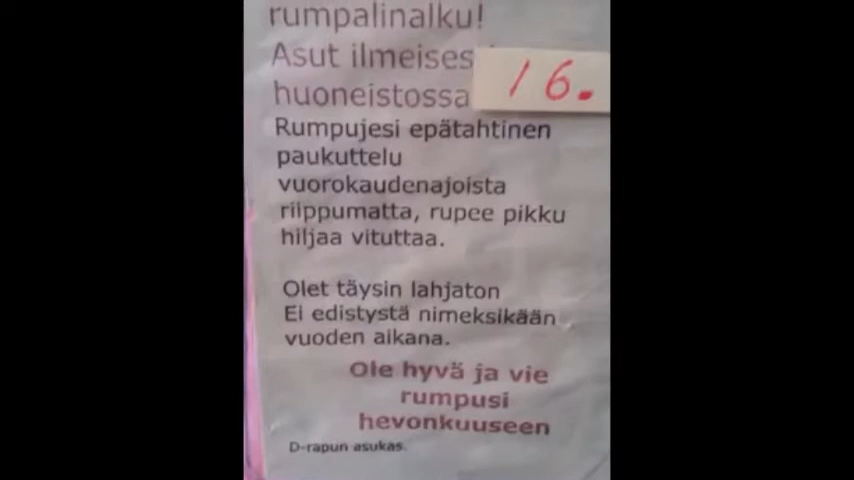 rumpalinalku!
Asut ilmeises
huoneistossa 16.
Rumpujesi epätahtinen
paukuttelu
vuorokaudenajoista
riippumatta, rupee pikku
hiljaa vituttaa.
Olet täysin lahjaton
Ei edistystä nimeksikään
vuoden aikana.
Ole hyvä ja vie
rumpusi
hevonkuuseen
D-rapun asukas.